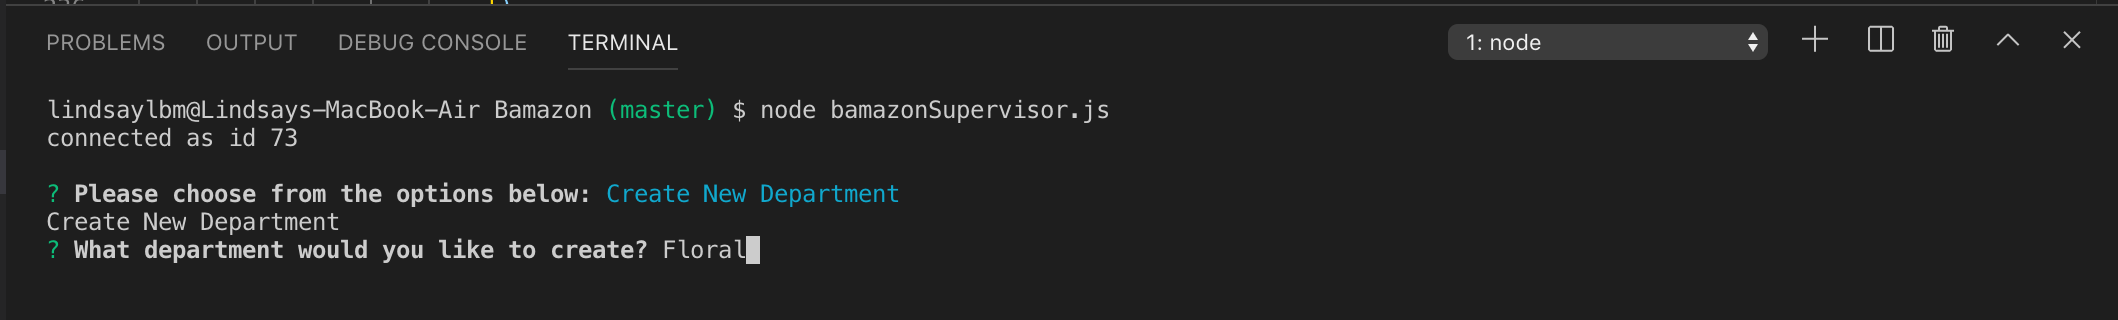 PROBLEMS OUTPUT DEBUG CONSOLE TERMINAL 1: node
lindsaylbm@Lindsays-MacBook-Air Bamazon (master) $ node bamazonSupervisor.js
connected as id 73
? Please choose from the options below: Create New Department
Create New Department
? What department would you like to create? Floral